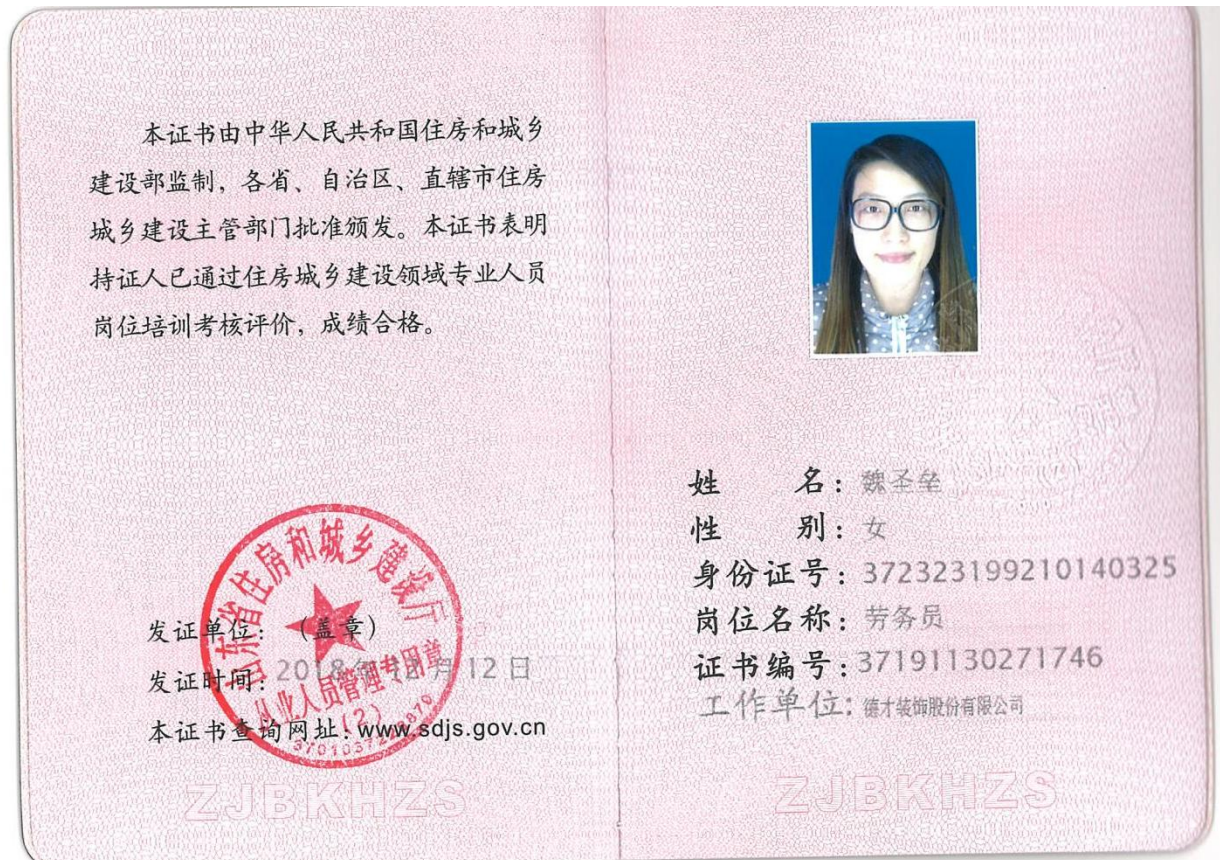 本证书由中华人民共和国住房和城乡
建设部监制，各省、自治区、直辖市住房
城乡建设主管部门批准颁发。本证书表明
持证人已通过住房城乡建设领域专业人员
岗位培训考核评价，成绩合格。
山东省住房和城乡建设厅
从业人员管理专用章
(2)
发证单位：（盖章）
发证时间：2018年12月12日
本证书查询网址：www.sdjs.gov.cn
ZJBKHZS
姓名：魏圣垒
性别：女
身份证号：372323199210140325
岗位名称：劳务员
证书编号：37191130271746
工作单位：德才装饰股份有限公司
ZJBKHZS